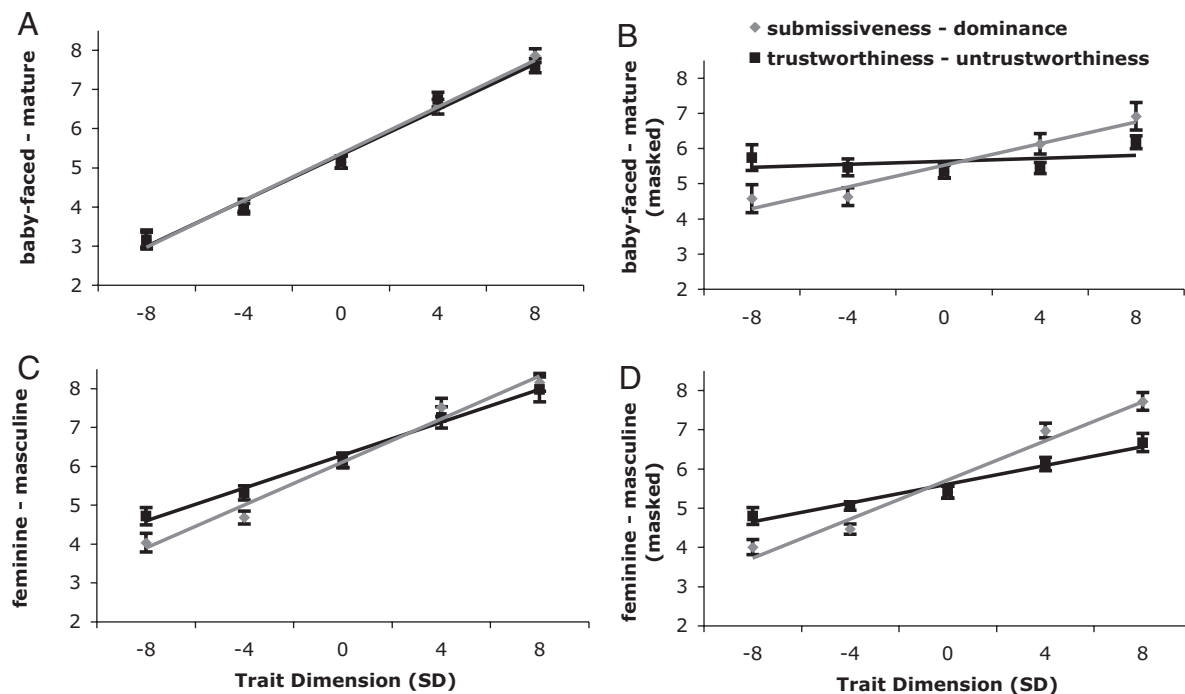 A
baby-faced - mature
8
7
6
5
4
3
2
-8 -4 0 4 8
B
submissiveness - dominance
trustworthiness - untrustworthiness
baby-faced - mature
(masked)
8
7
6
5
4
3
2
-8 -4 0 4 8
C
feminine - masculine
8
7
6
5
4
3
2
-8 -4 0 4 8
Trait Dimension (SD)
D
feminine - masculine
(masked)
8
7
6
5
4
3
2
-8 -4 0 4 8
Trait Dimension (SD)